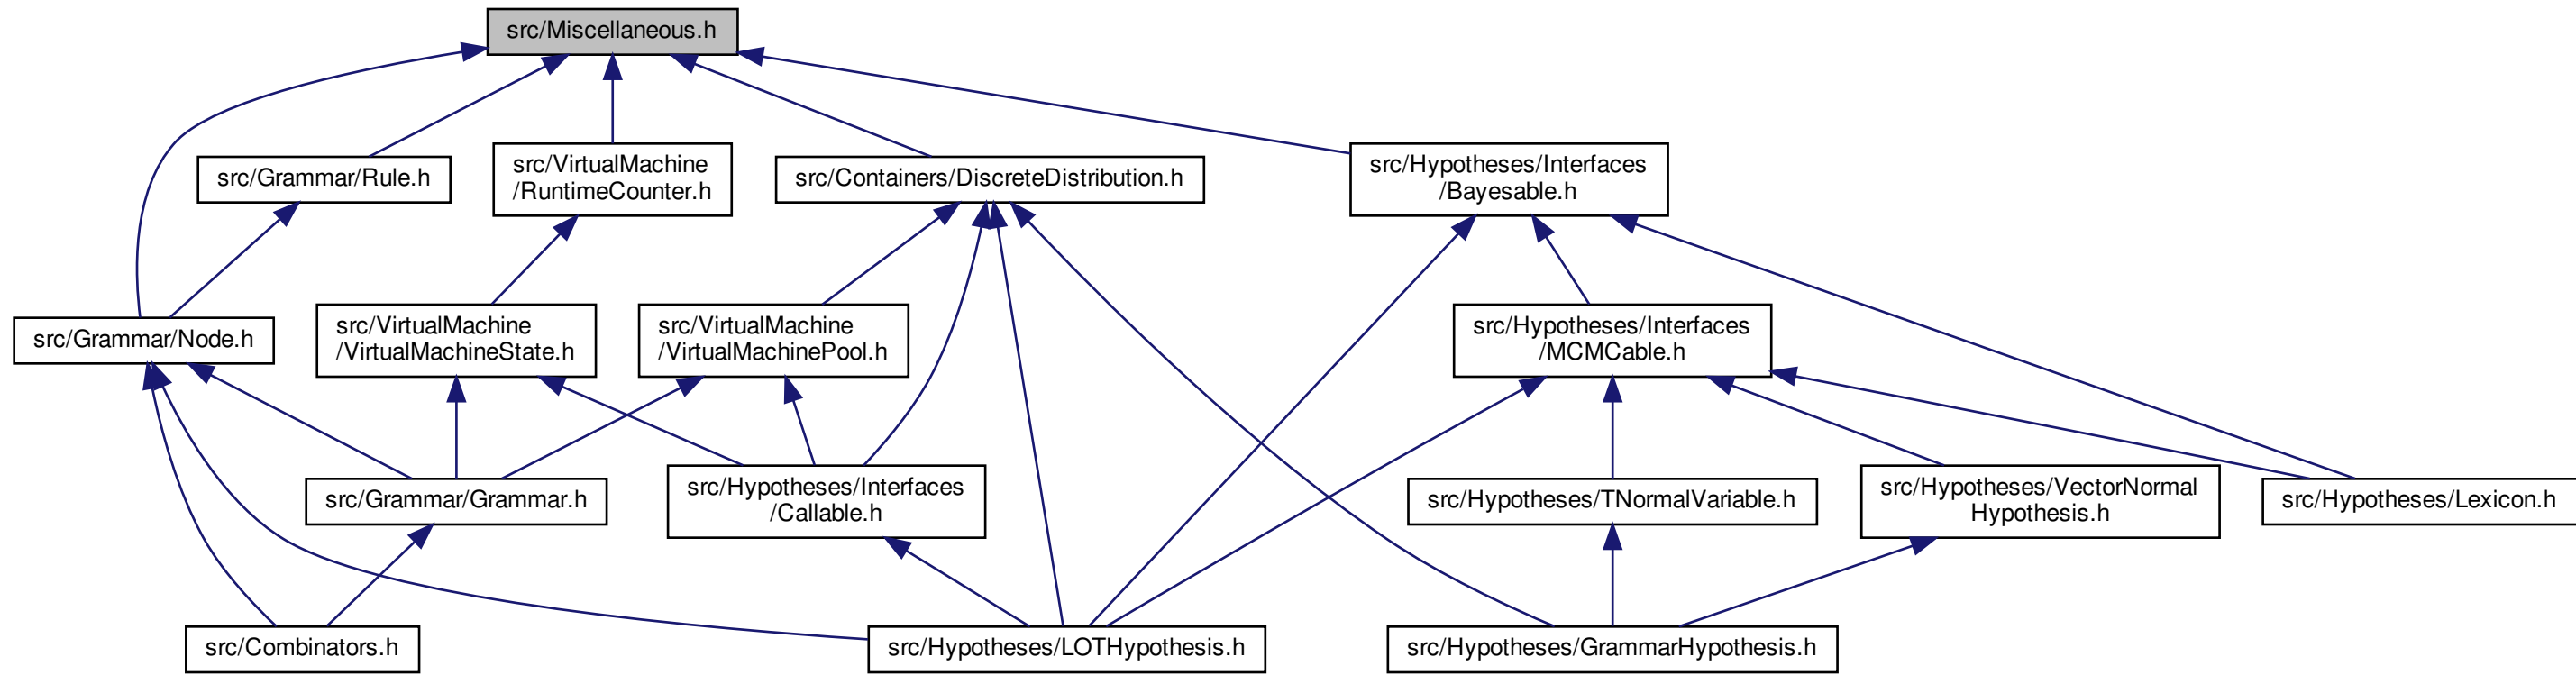 src/Miscellaneous.h
src/Grammar/Rule.h
src/VirtualMachine
/RuntimeCounter.h
src/Containers/DiscreteDistribution.h
src/Hypotheses/Interfaces
/Bayesable.h
src/Grammar/Node.h
src/VirtualMachine
/VirtualMachineState.h
src/VirtualMachine
/VirtualMachinePool.h
src/Hypotheses/Interfaces
/MCMCable.h
src/Grammar/Grammar.h
src/Hypotheses/Interfaces
/Callable.h
src/Hypotheses/TNormalVariable.h
src/Hypotheses/VectorNormal
Hypothesis.h
src/Hypotheses/Lexicon.h
src/Combinators.h
src/Hypotheses/LOTHypothesis.h
src/Hypotheses/GrammarHypothesis.h